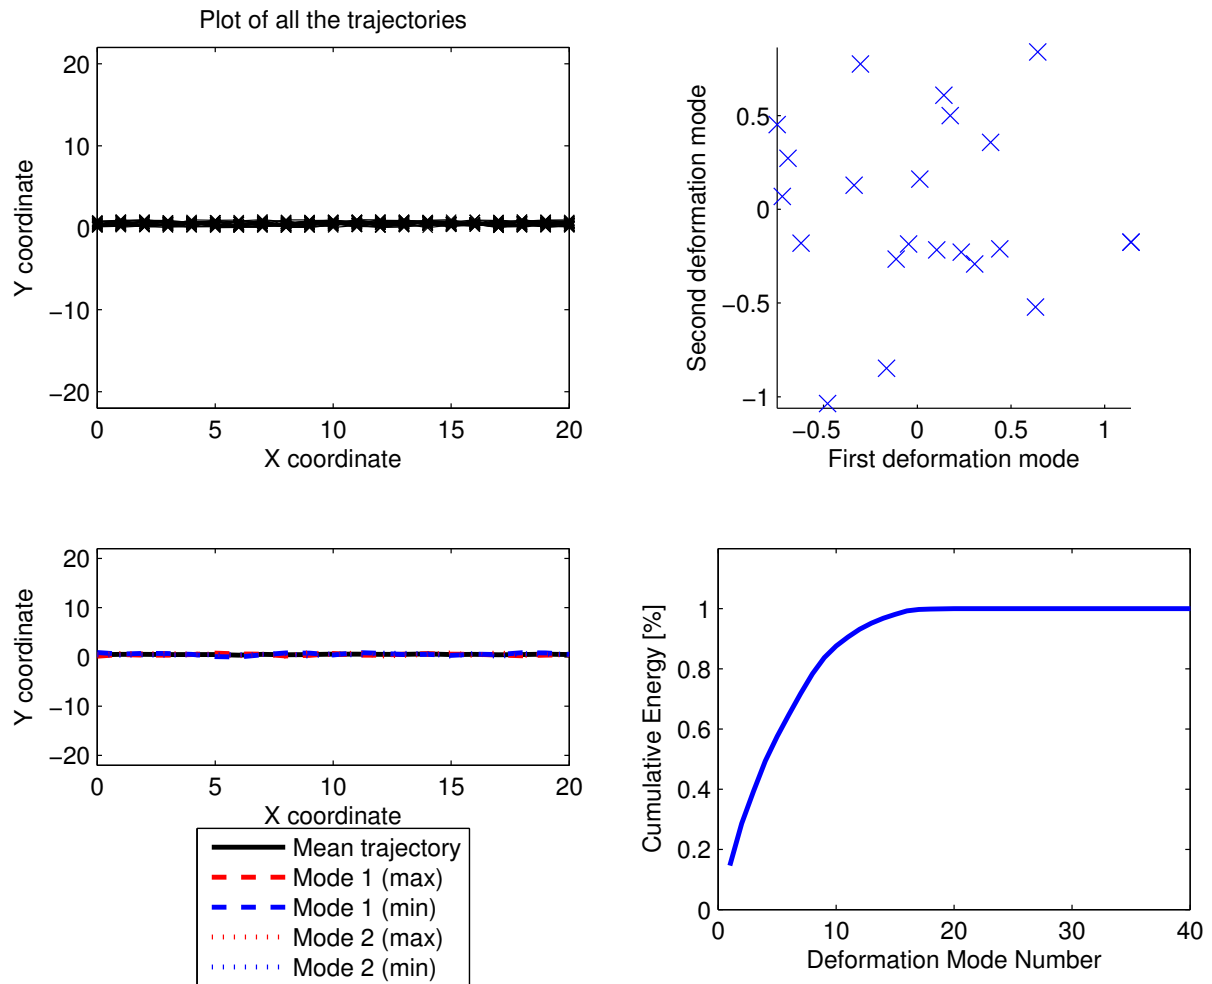 Plot of all the trajectories
20
10
0
−10
−20
Y coordinate
0 5 10 15 20
X coordinate
0.5
0
−0.5
−1
Second deformation mode
−0.5 0 0.5 1
First deformation mode
20
10
0
−10
−20
Y coordinate
0 5 10 15 20
X coordinate
Mean trajectory
Mode 1 (max)
Mode 1 (min)
Mode 2 (max)
Mode 2 (min)
1
0.8
0.6
0.4
0.2
0
Cumulative Energy [%]
0 10 20 30 40
Deformation Mode Number